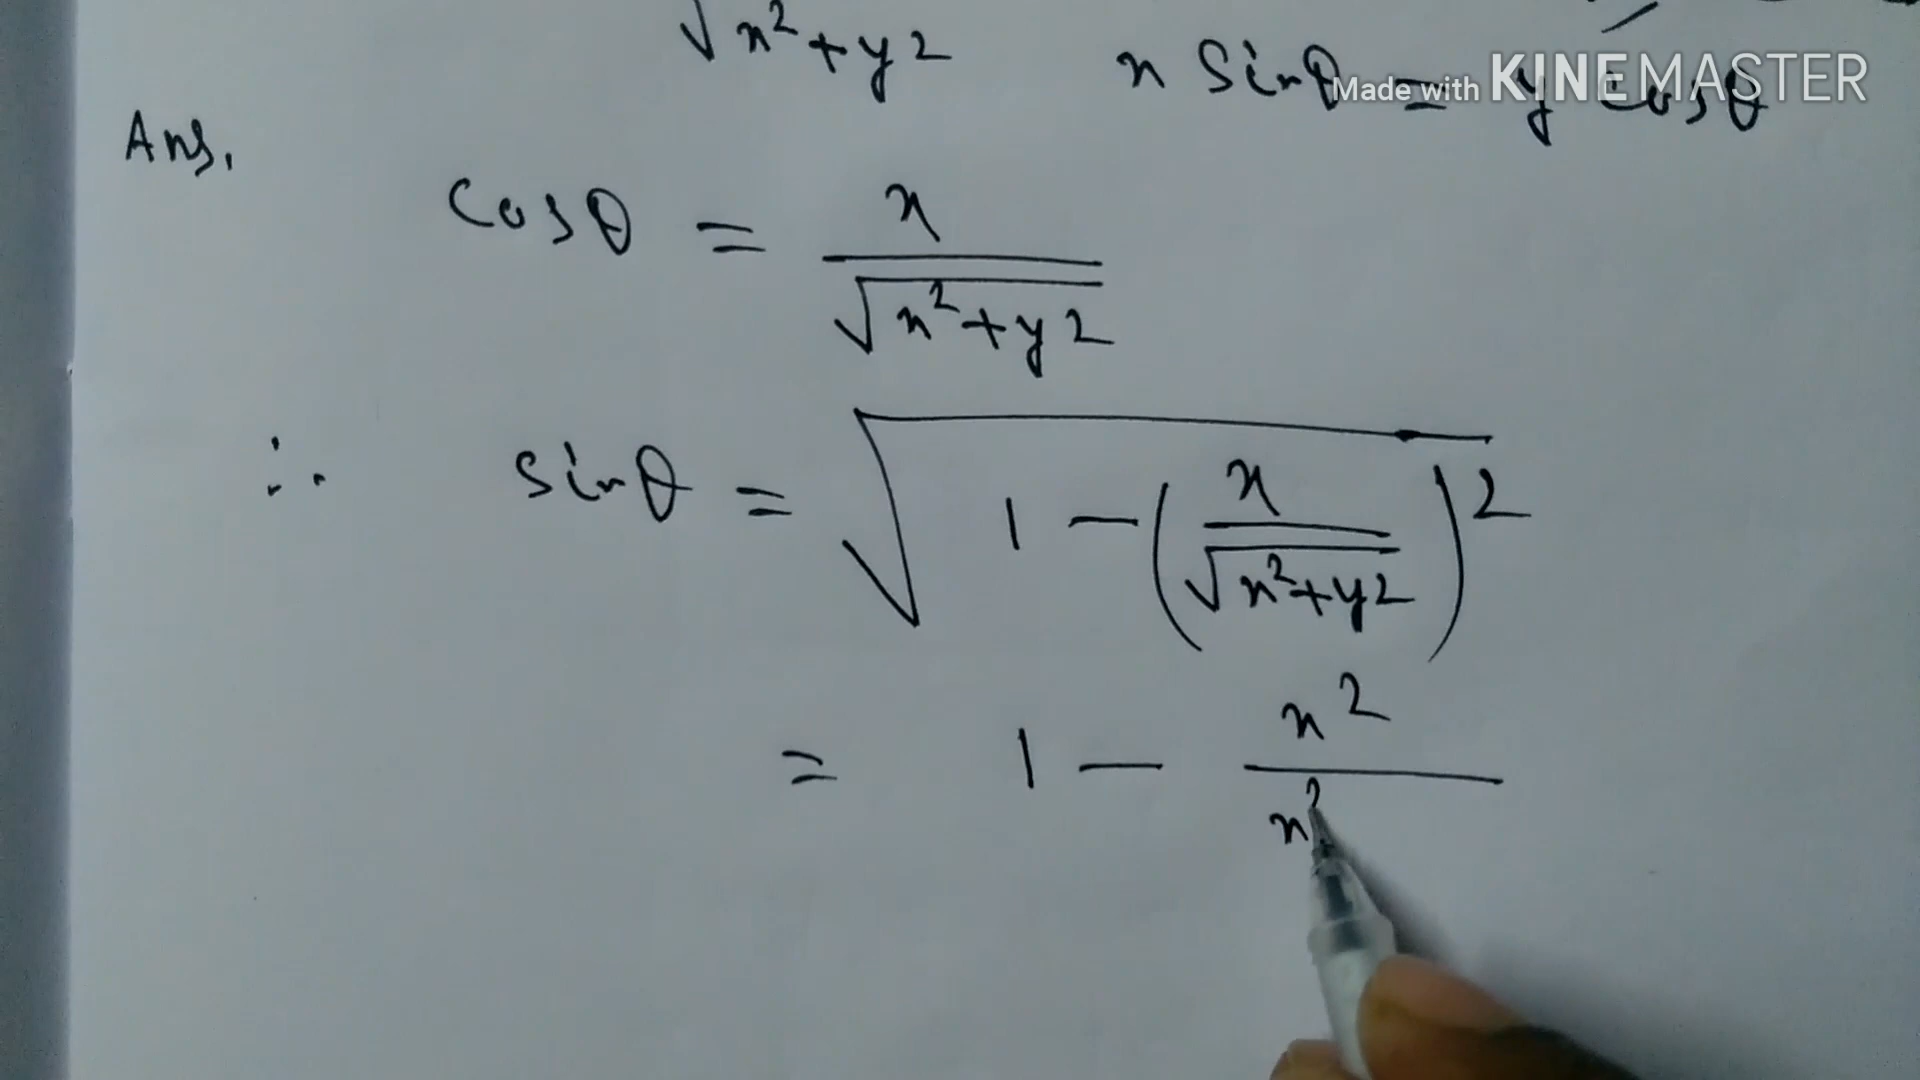 √x²+y2 x Sinθ = y cosθ
Made with KINEMASTER
Ans.
Cosθ = x/√x²+y2
∴ Sinθ = √1-(x/√x²+y2)2
= 1 - x2/x2